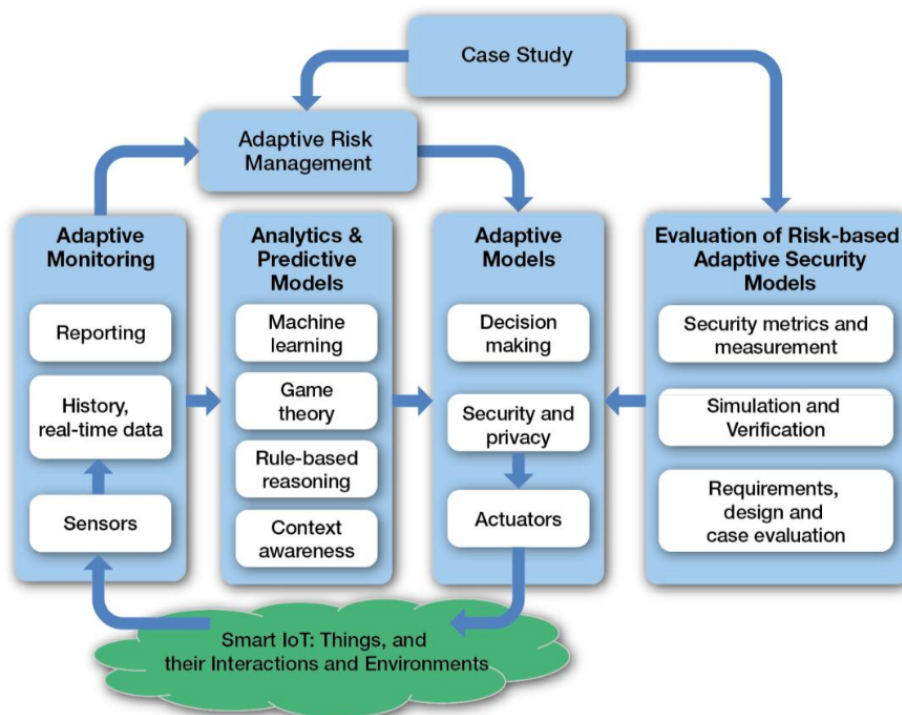 Case Study
Adaptive Risk
Management
Adaptive
Monitoring
Reporting
History,
real-time data
Sensors
Analytics &
Predictive
Models
Machine
learning
Game
theory
Rule-based
reasoning
Context
awareness
Adaptive
Models
Decision
making
Security and
privacy
Actuators
Evaluation of Risk-based
Adaptive Security
Models
Security metrics and
measurement
Simulation and
Verification
Requirements,
design and
case evaluation
Smart IoT: Things, and
their Interactions and Environments